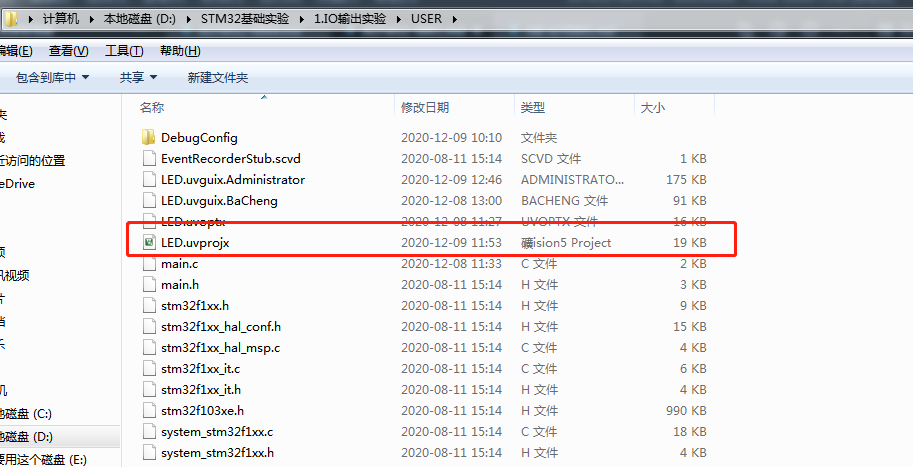 计算机 ▸ 本地磁盘 (D:) ▸ STM32基础实验 ▸ 1.IO输出实验 ▸ USER ▸
编辑(E) 查看(V) 工具(T) 帮助(H)
包含到库中 共享 新建文件夹
名称 修改日期 类型 大小
DebugConfig 2020-12-09 10:10 文件夹
EventRecorderStub.scvd 2020-08-11 15:14 SCVD 文件 1 KB
近访问的位置 LED.uvguix.Administrator 2020-12-09 12:46 ADMINISTRATO... 175 KB
eDrive LED.uvguix.BaCheng 2020-12-08 13:00 BACHENG 文件 91 KB
LED.uvoptx 2020-12-08 11:27 UVOPTX 文件 16 KB
LED.uvprojx 2020-12-09 11:53 礦ision5 Project 19 KB
讯视频 main.c 2020-12-08 11:33 C 文件 2 KB
片 main.h 2020-08-11 15:14 H 文件 3 KB
stm32f1xx.h 2020-08-11 15:14 H 文件 9 KB
stm32f1xx_hal_conf.h 2020-08-11 15:14 H 文件 15 KB
stm32f1xx_hal_msp.c 2020-08-11 15:14 C 文件 4 KB
stm32f1xx_it.c 2020-08-11 15:14 C 文件 6 KB
机 stm32f1xx_it.h 2020-08-11 15:14 H 文件 4 KB
地磁盘 (C:) stm32f103xe.h 2020-08-11 15:14 H 文件 990 KB
地磁盘 (D:) system_stm32f1xx.c 2020-08-11 15:14 C 文件 18 KB
要用这个磁盘 (E:) system_stm32f1xx.h 2020-08-11 15:14 H 文件 4 KB